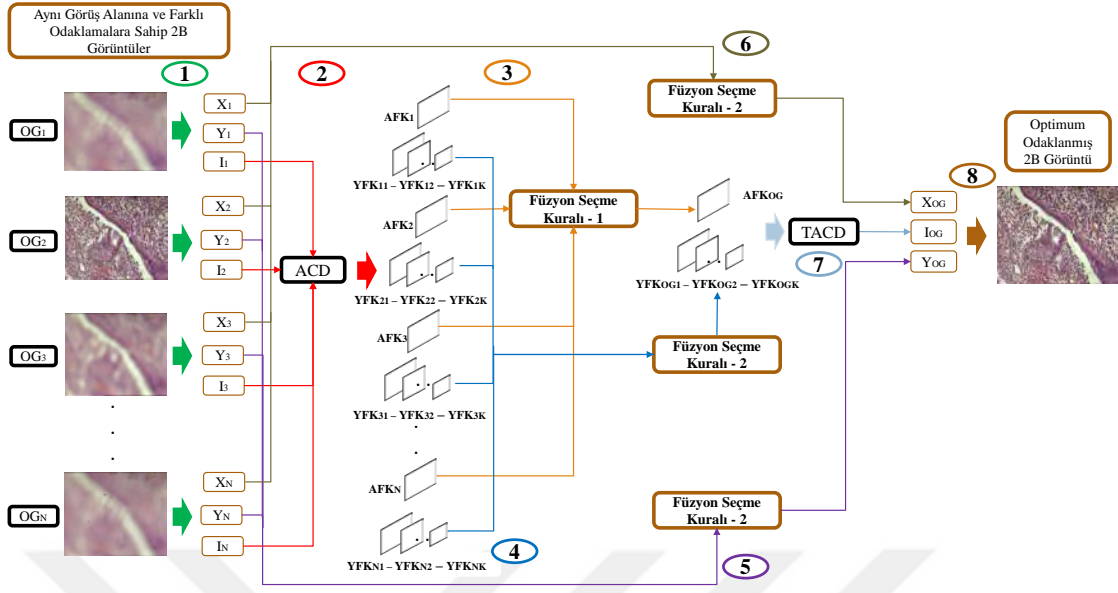 Aynı Görüş Alanına ve Farklı
Odaklamalara Sahip 2B
Görüntüler
1
2
3
6
OG1
X1
Y1
I1
AFK1
YFK11 – YFK12 – YFK1K
Füzyon Seçme
Kuralı - 2
Optimum
Odaklanmış
2B Görüntü
8
OG2
X2
Y2
I2
ACD
AFK2
YFK21 – YFK22 – YFK2K
Füzyon Seçme
Kuralı - 1
AFKOG
YFKOG1 – YFKOG2 – YFKOGK
TACD
7
XOG
IOG
YOG
OG3
X3
Y3
I3
AFK3
YFK31 – YFK32 – YFK3K
Füzyon Seçme
Kuralı - 2
OGN
XN
YN
IN
AFKN
YFKN1 – YFKN2 – YFKNK
4
Füzyon Seçme
Kuralı - 2
5